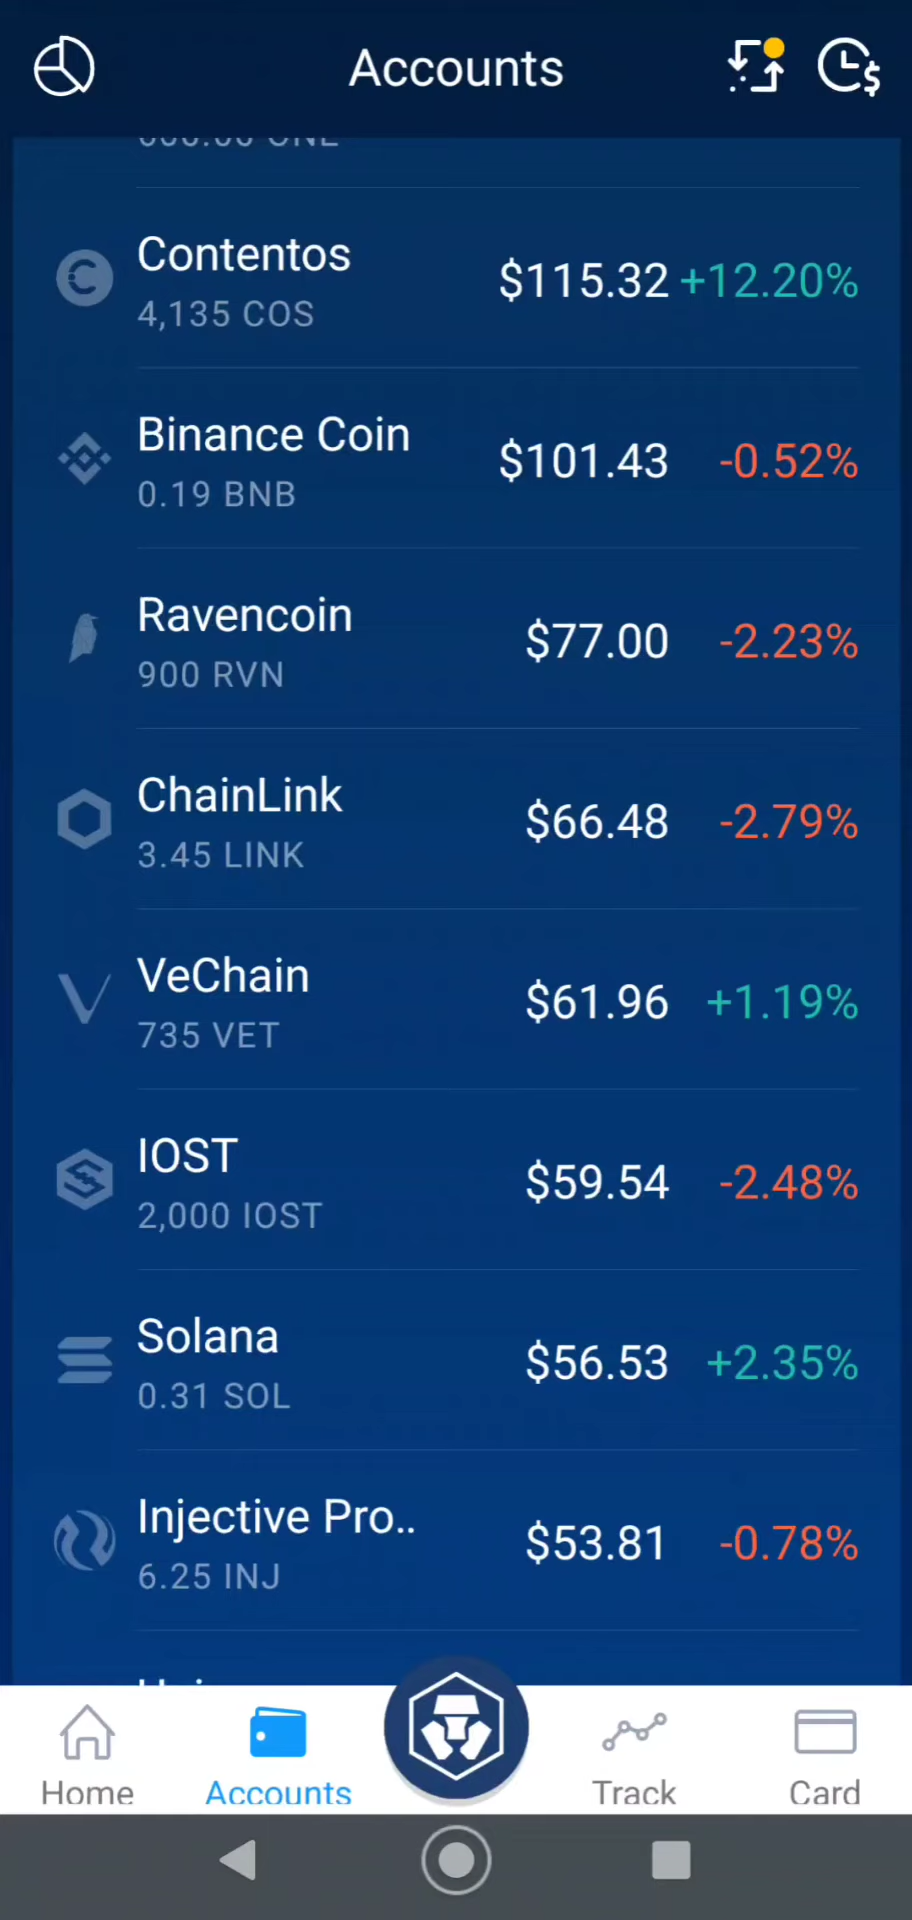 Accounts
Contentos
$115.32 +12.20%
4,135 COS
Binance Coin
$101.43 -0.52%
0.19 BNB
Ravencoin
$77.00 -2.23%
900 RVN
ChainLink
$66.48 -2.79%
3.45 LINK
VeChain
$61.96 +1.19%
735 VET
IOST
$59.54 -2.48%
2,000 IOST
Solana
$56.53 +2.35%
0.31 SOL
Injective Pro..
$53.81 -0.78%
6.25 INJ
Home Accounts Track Card